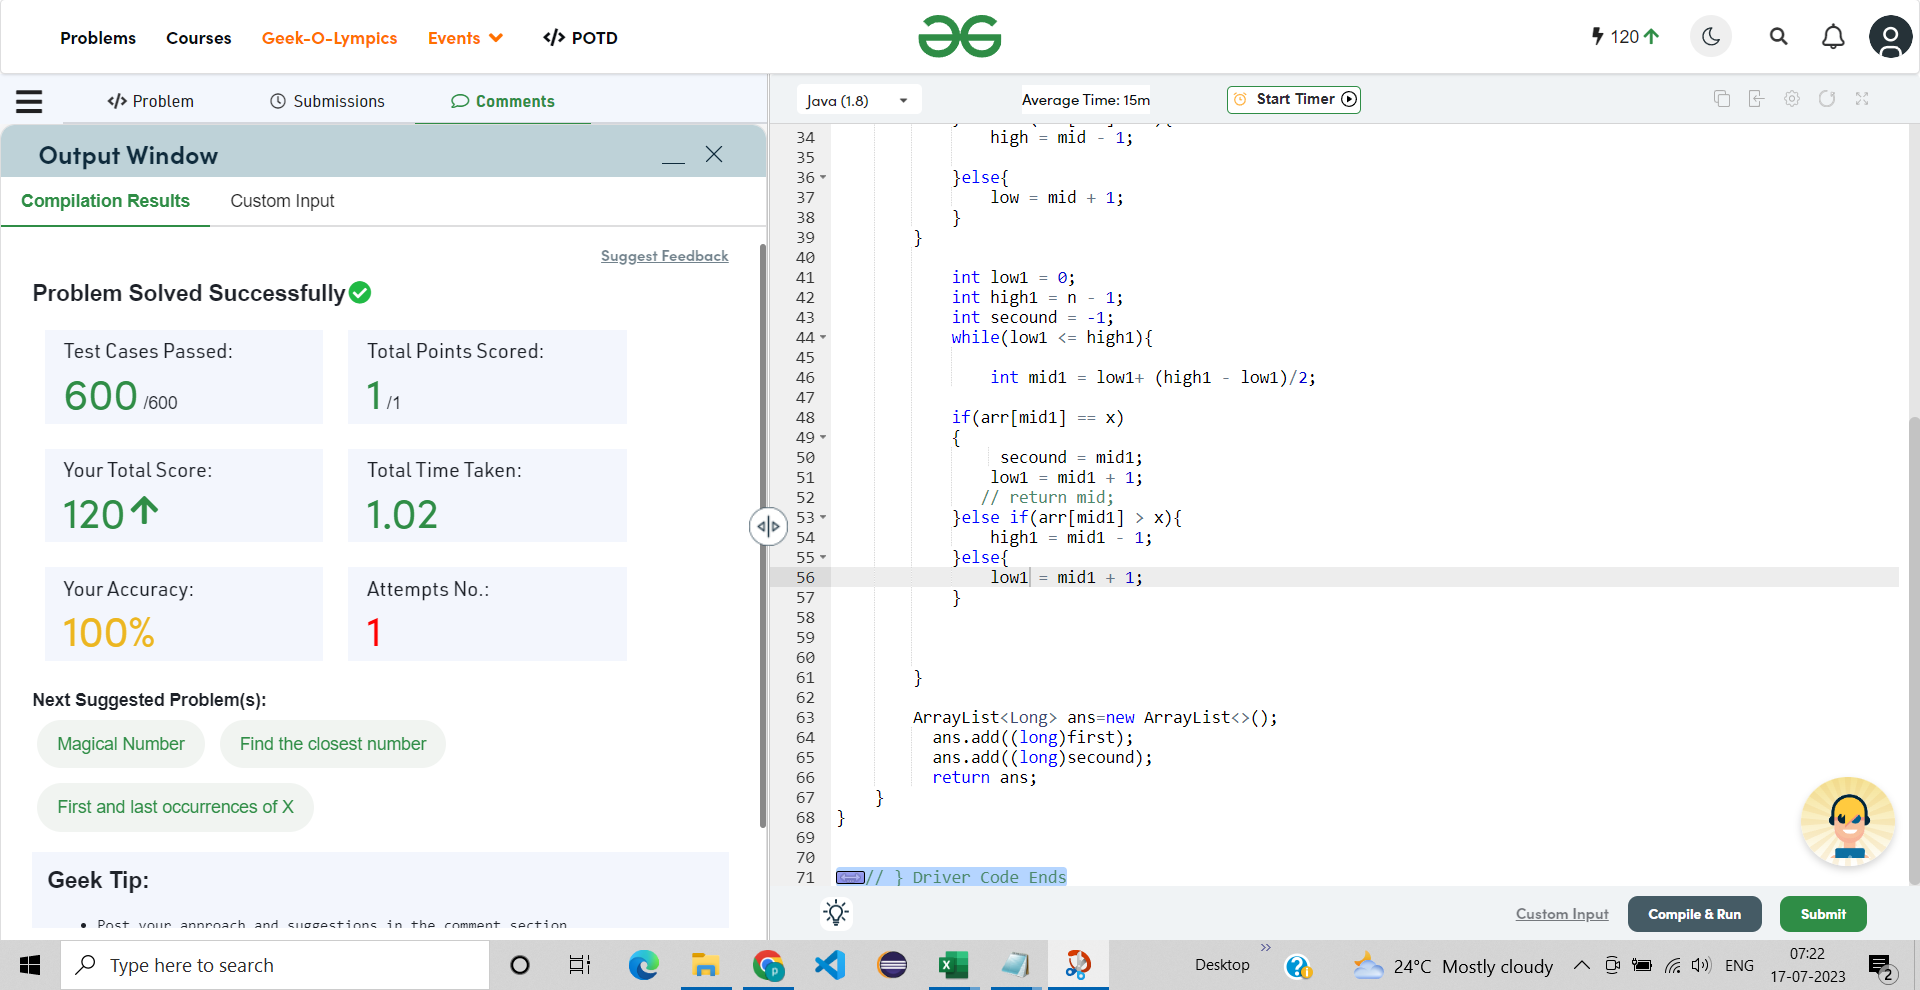 Problems Courses Geek-O-Lympics Events </> POTD
120
</> Problem Submissions Comments
Output Window
Compilation Results Custom Input
Suggest Feedback
Problem Solved Successfully
Test Cases Passed:
600 /600
Total Points Scored:
1 /1
Your Total Score:
120
Total Time Taken:
1.02
Your Accuracy:
100%
Attempts No.:
1
Next Suggested Problem(s):
Magical Number Find the closest number
First and last occurrences of X
Geek Tip:
• Post your approach and suggestions in the comment section
Java (1.8) Average Time: 15m Start Timer
34 high = mid - 1;
35
36 }else{
37 low = mid + 1;
38 }
39 }
40
41 int low1 = 0;
42 int high1 = n - 1;
43 int secound = -1;
44 while(low1 <= high1){
45
46 int mid1 = low1+ (high1 - low1)/2;
47
48 if(arr[mid1] == x)
49 {
50 secound = mid1;
51 low1 = mid1 + 1;
52 // return mid;
53 }else if(arr[mid1] > x){
54 high1 = mid1 - 1;
55 }else{
56 low1 = mid1 + 1;
57 }
58
59
60
61 }
62
63 ArrayList<Long> ans=new ArrayList<>();
64 ans.add((long)first);
65 ans.add((long)secound);
66 return ans;
67 }
68 }
69
70
71 // } Driver Code Ends
Custom Input Compile & Run Submit
Type here to search
Desktop
24°C Mostly cloudy
ENG
07:22
17-07-2023
2